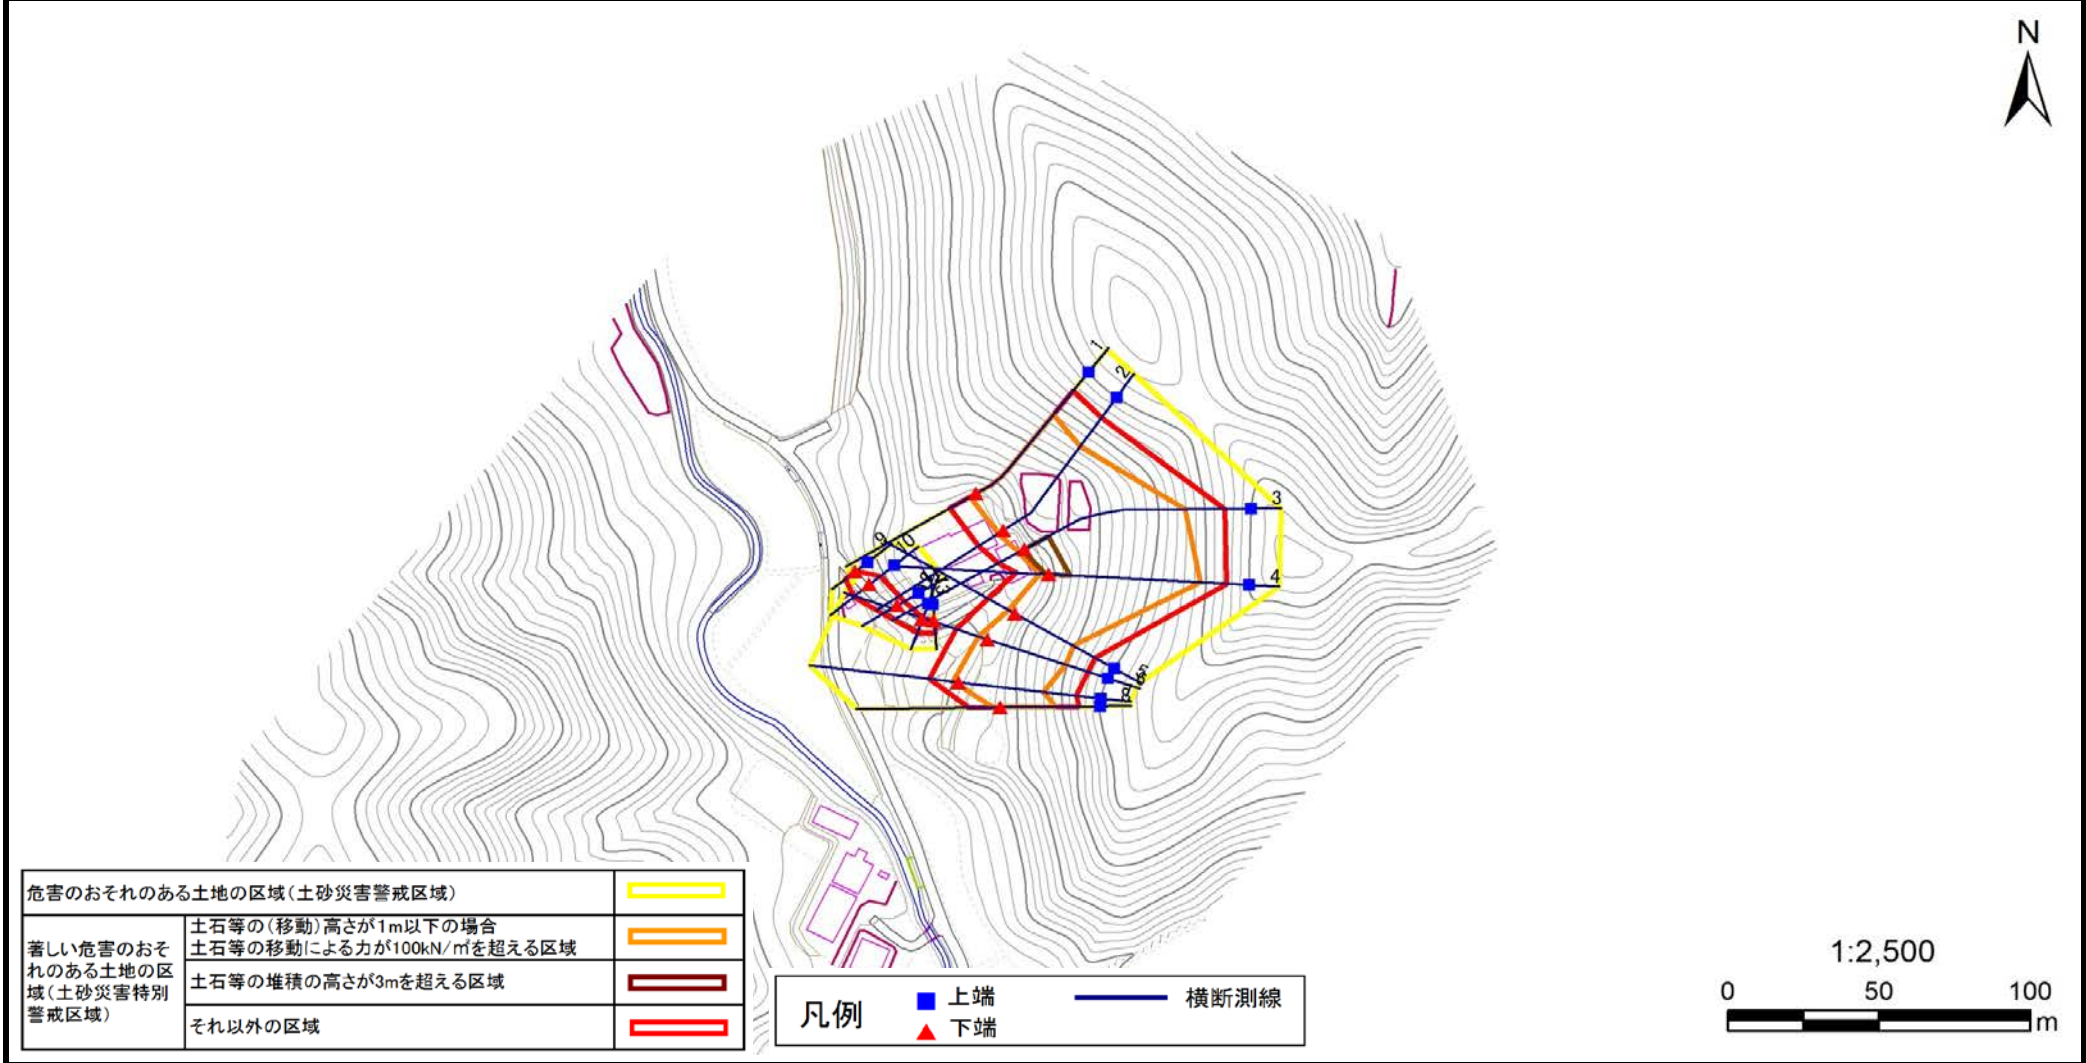 N
1
2
3
4
9
10
8
危害のおそれのある土地の区域(土砂災害警戒区域)
著しい危害のおそ
れのある土地の区
域(土砂災害特別
警戒区域)
土石等の(移動)高さが1m以下の場合
土石等の移動による力が100kN/㎡を超える区域
土石等の堆積の高さが3mを超える区域
それ以外の区域
凡例
上端
下端
横断測線
1:2,500
0 50 100
m